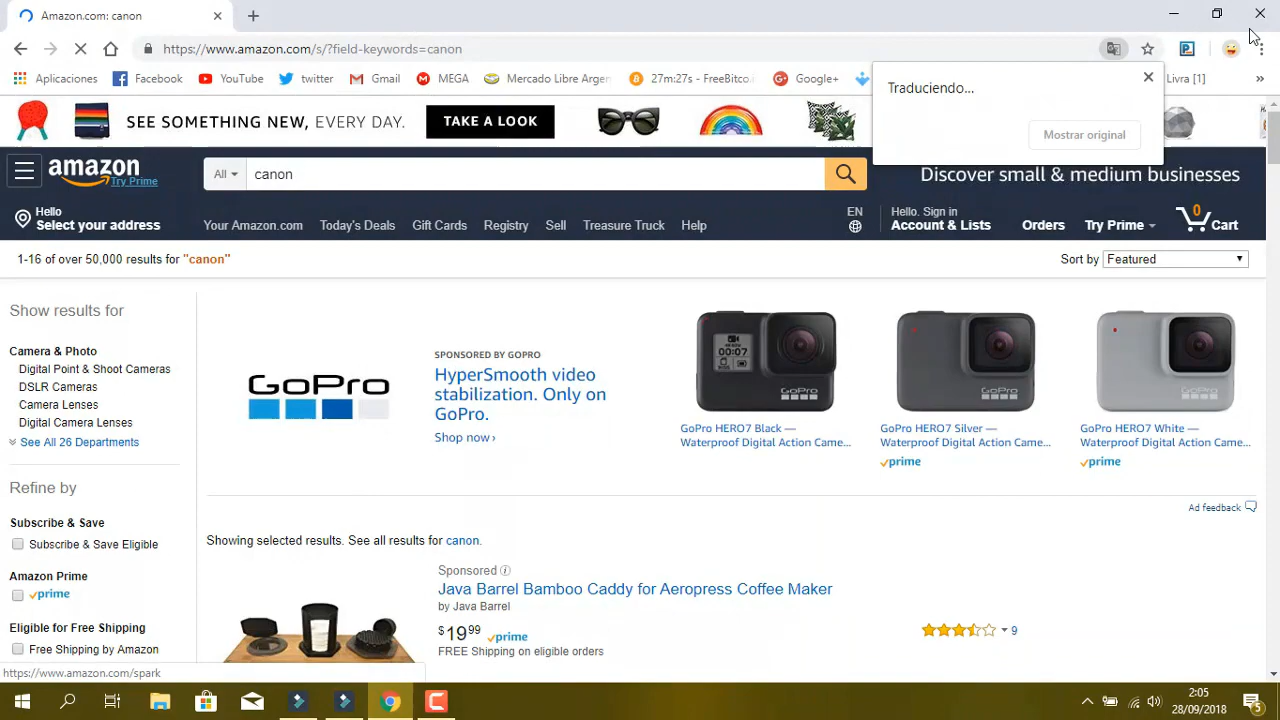 Amazon.com: canon
https://www.amazon.com/s/?field-keywords=canon
Aplicaciones Facebook YouTube twitter Gmail MEGA Mercado Libre Argen 27m:27s - FreeBitco. Google+ Livra [1] »
Traduciendo...
Mostrar original
SEE SOMETHING NEW, EVERY DAY. TAKE A LOOK
amazon
Try Prime
All canon
Discover small & medium businesses
Hello
Select your address
Your Amazon.com Today's Deals Gift Cards Registry Sell Treasure Truck Help
EN
Hello. Sign in
Account & Lists
Orders
Try Prime
0
Cart
1-16 of over 50,000 results for "canon"
Sort by Featured
Show results for
Camera & Photo
Digital Point & Shoot Cameras
DSLR Cameras
Camera Lenses
Digital Camera Lenses
See All 26 Departments
Refine by
Subscribe & Save
Subscribe & Save Eligible
Amazon Prime
prime
Eligible for Free Shipping
Free Shipping by Amazon
GoPro
SPONSORED BY GOPRO
HyperSmooth video
stabilization. Only on
GoPro.
Shop now ›
00:07
GoPro
GoPro
GoPro
GoPro HERO7 Black —
Waterproof Digital Action Came...
GoPro HERO7 Silver —
Waterproof Digital Action Came...
prime
GoPro HERO7 White —
Waterproof Digital Action Came...
prime
Ad feedback
Showing selected results. See all results for canon.
Sponsored
Java Barrel Bamboo Caddy for Aeropress Coffee Maker
by Java Barrel
$19 99 prime
FREE Shipping on eligible orders
9
https://www.amazon.com/spark
2:05
28/09/2018
5